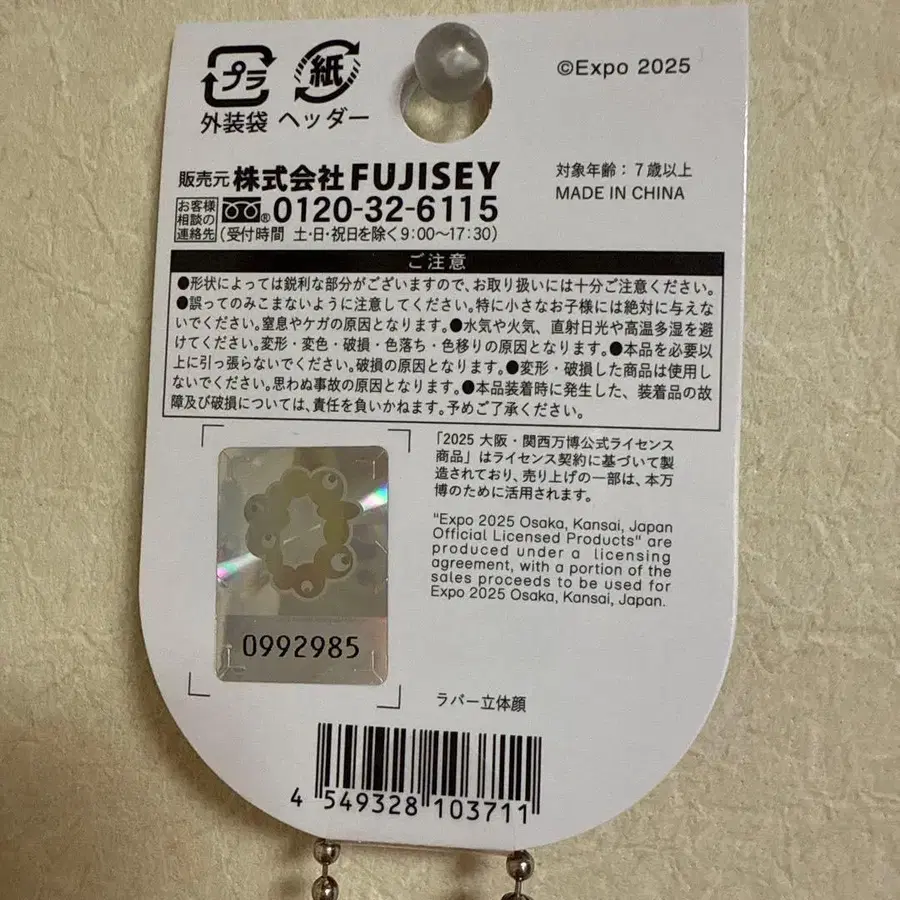 プラ 紙
外装袋 ヘッダー
©Expo 2025
販売元 株式会社 FUJISEY
お客様
相談の
連絡先
® 0120-32-6115
(受付時間 土・日・祝日を除く9:00〜17:30)
対象年齢：7歳以上
MADE IN CHINA
ご注意
●形状によっては鋭利な部分がございますので、お取り扱いには十分ご注意ください。
●誤ってのみこまないように注意してください。特に小さなお子様には絶対に与えな
いでください。窒息やケガの原因となります。●水気や火気、直射日光や高温多湿を避
けてください。変形・変色・破損・色落ち・色移りの原因となります。●本品を必要以
上に引っ張らないでください。破損の原因となります。●変形・破損した商品は使用し
ないでください。思わぬ事故の原因となります。●本品装着時に発生した、装着品の故
障及び破損については、責任を負いかねます。予めご了承ください。
「2025 大阪・関西万博公式ライセンス
商品」はライセンス契約に基づいて製
造されており、売り上げの一部は、本万
博のために活用されます。
"Expo 2025 Osaka, Kansai, Japan
Official Licensed Products" are
produced under a licensing
agreement, with a portion of the
sales proceeds to be used for
Expo 2025 Osaka, Kansai, Japan.
0992985
ラバー立体顔
4 549328 103711